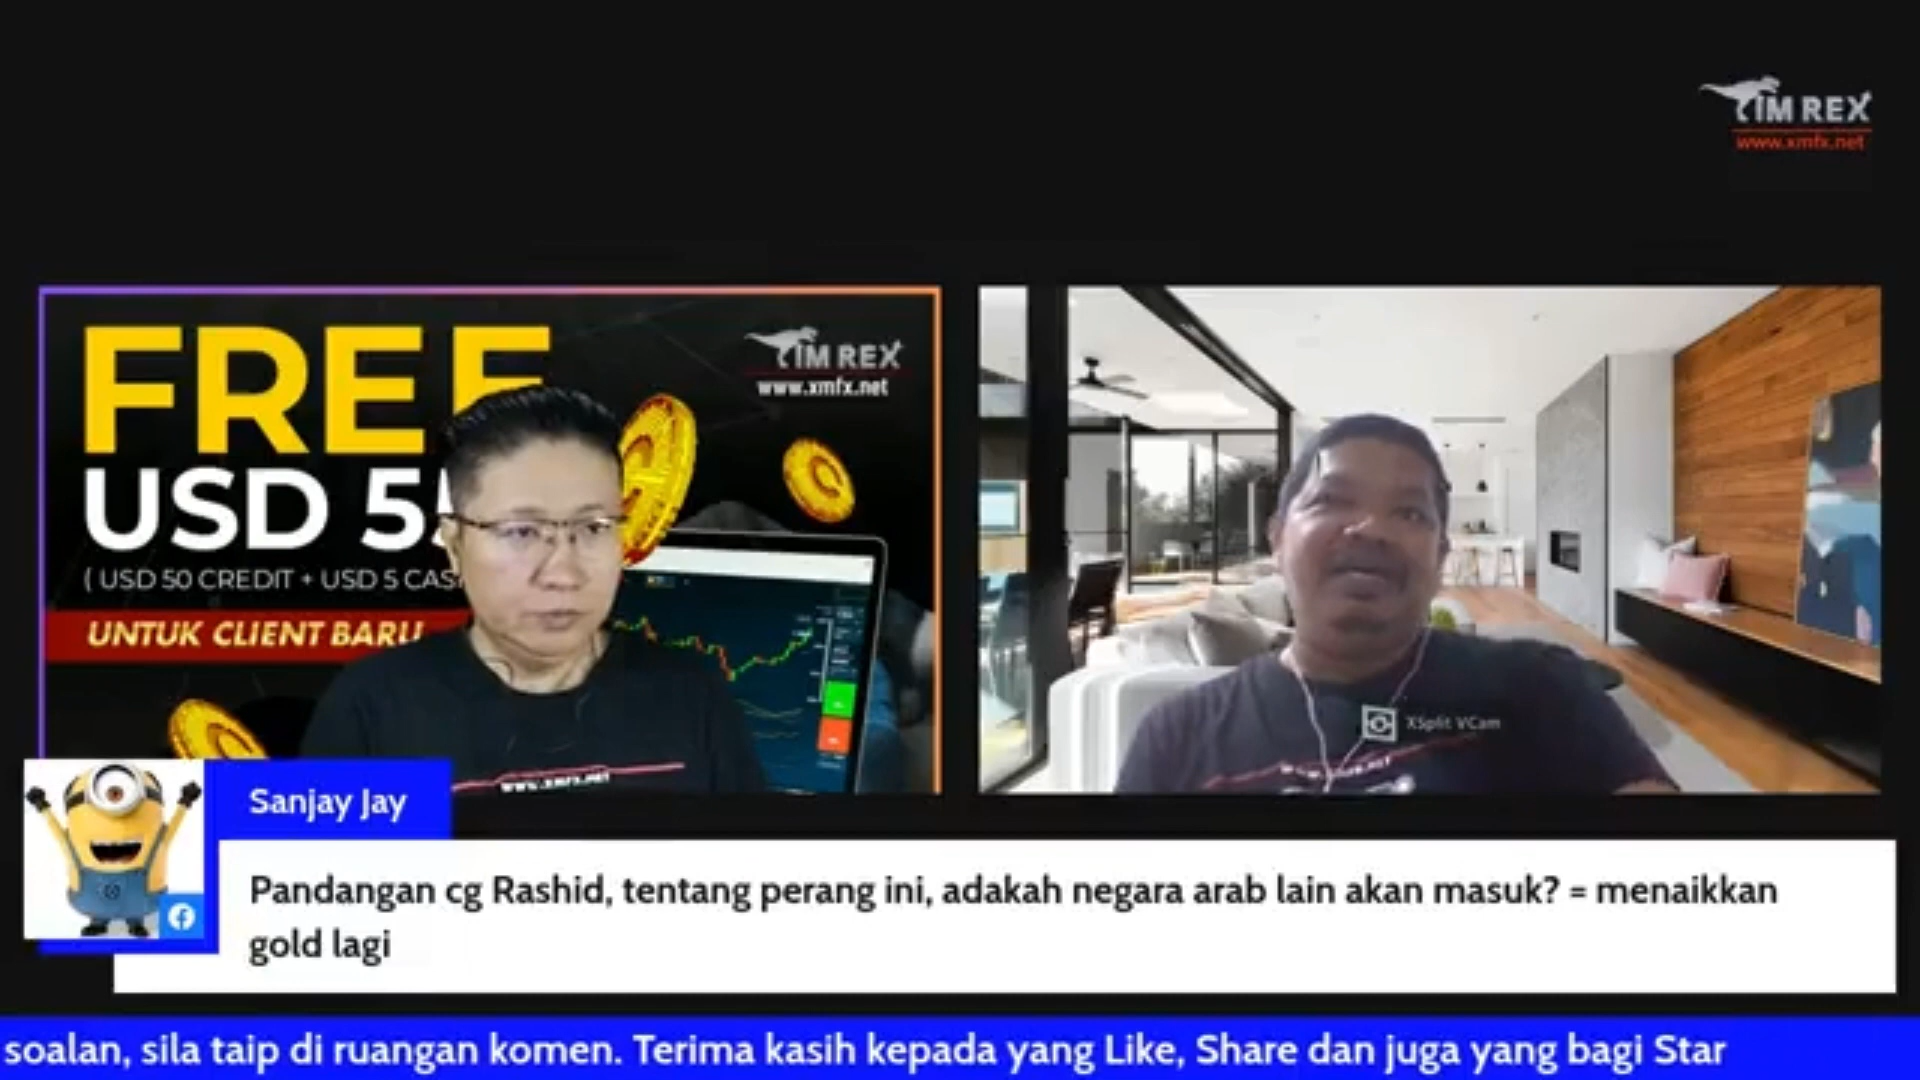 TIM REX
www.xmfx.net
FREE
TIM REX
www.xmfx.net
USD 5
( USD 50 CREDIT + USD 5 CAS
UNTUK CLIENT BARU
www.xmfx.net
XSplit VCam
Sanjay Jay
Pandangan cg Rashid, tentang perang ini, adakah negara arab lain akan masuk? = menaikkan
gold lagi
soalan, sila taip di ruangan komen. Terima kasih kepada yang Like, Share dan juga yang bagi Star